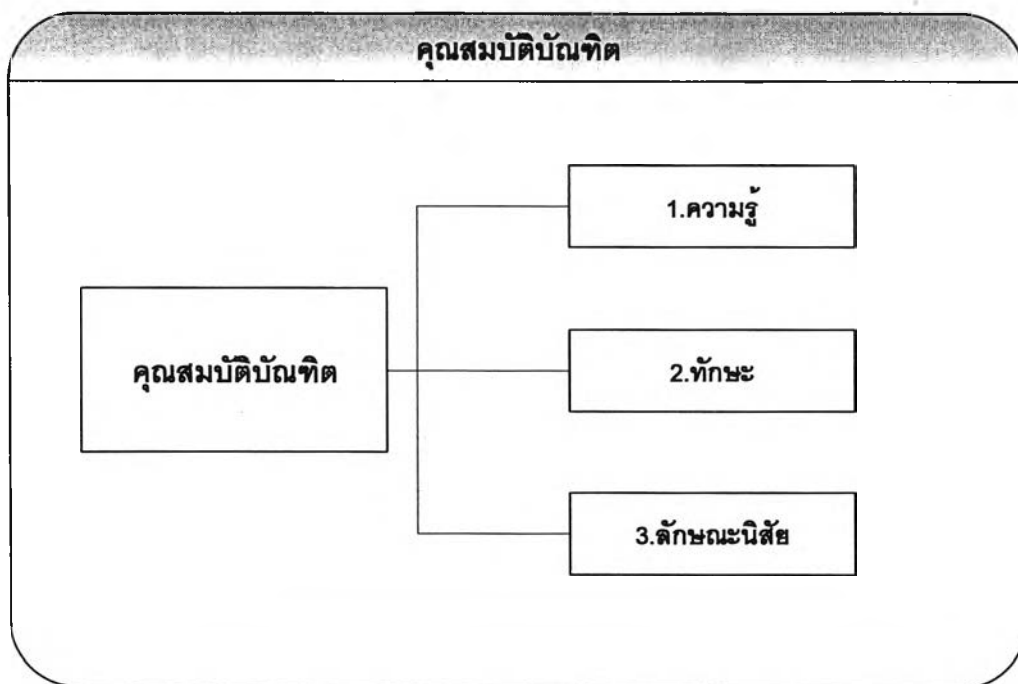 คุณสมบัติบัณฑิต
1.ความรู้
คุณสมบัติบัณฑิต
2.ทักษะ
3.ลักษณะนิสัย